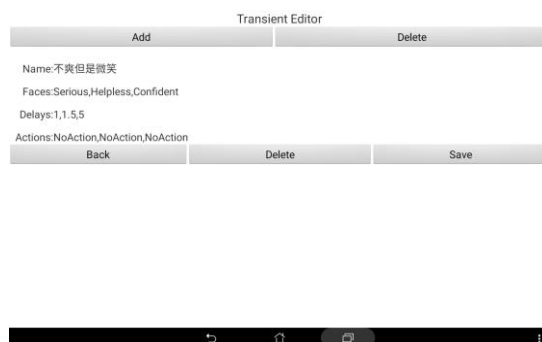 Transient Editor
Add Delete
Name:不爽但是微笑
Faces:Serious,Helpless,Confident
Delays:1,1.5,5
Actions:NoAction,NoAction,NoAction
Back Delete Save